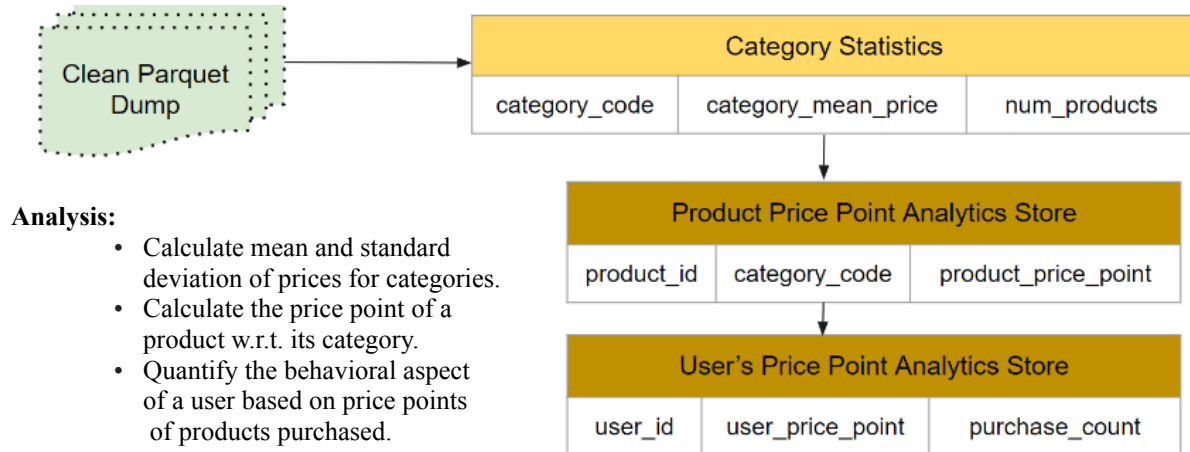 Clean Parquet
Dump
Category Statistics
category_code category_mean_price num_products
Product Price Point Analytics Store
product_id category_code product_price_point
User's Price Point Analytics Store
user_id user_price_point purchase_count
Analysis:
• Calculate mean and standard
deviation of prices for categories.
• Calculate the price point of a
product w.r.t. its category.
• Quantify the behavioral aspect
of a user based on price points
of products purchased.